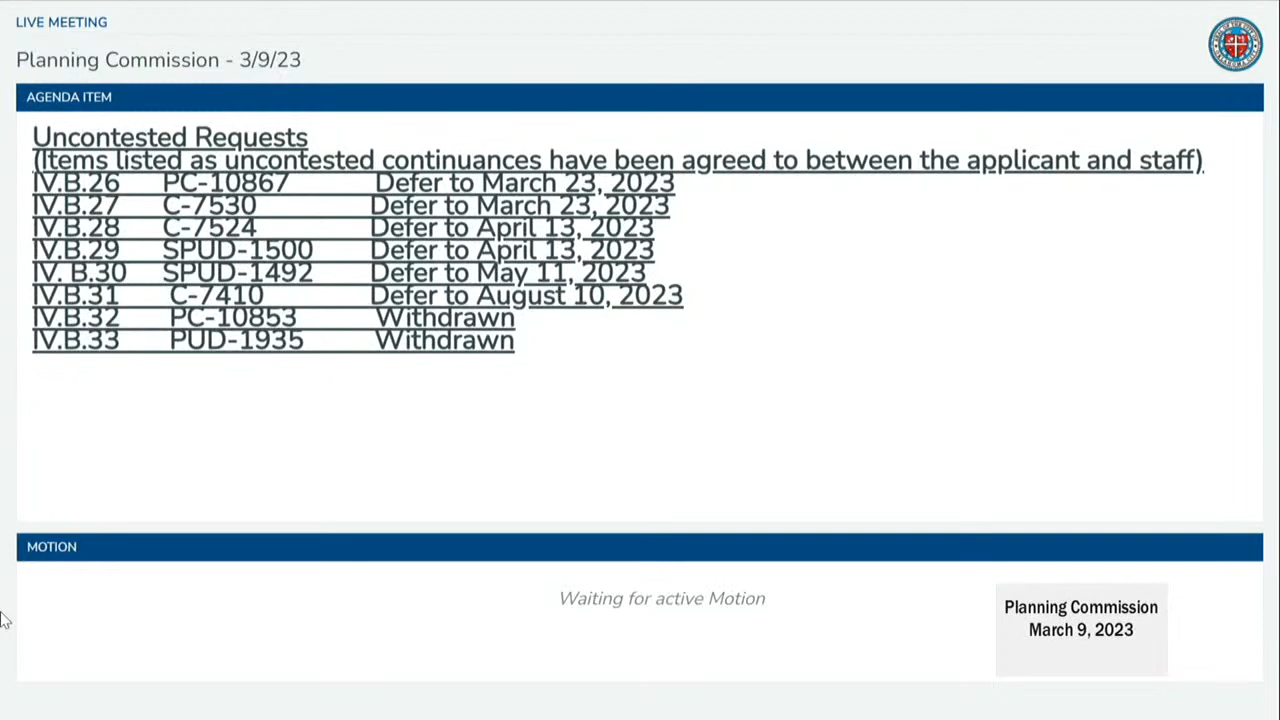 LIVE MEETING
Planning Commission - 3/9/23
AGENDA ITEM
Uncontested Requests
(Items listed as uncontested continuances have been agreed to between the applicant and staff)
IV.B.26 PC-10867 Defer to March 23, 2023
IV.B.27 C-7530 Defer to March 23, 2023
IV.B.28 C-7524 Defer to April 13, 2023
IV.B.29 SPUD-1500 Defer to April 13, 2023
IV. B.30 SPUD-1492 Defer to May 11, 2023
IV.B.31 C-7410 Defer to August 10, 2023
IV.B.32 PC-10853 Withdrawn
IV.B.33 PUD-1935 Withdrawn
MOTION
Waiting for active Motion
Planning Commission
March 9, 2023